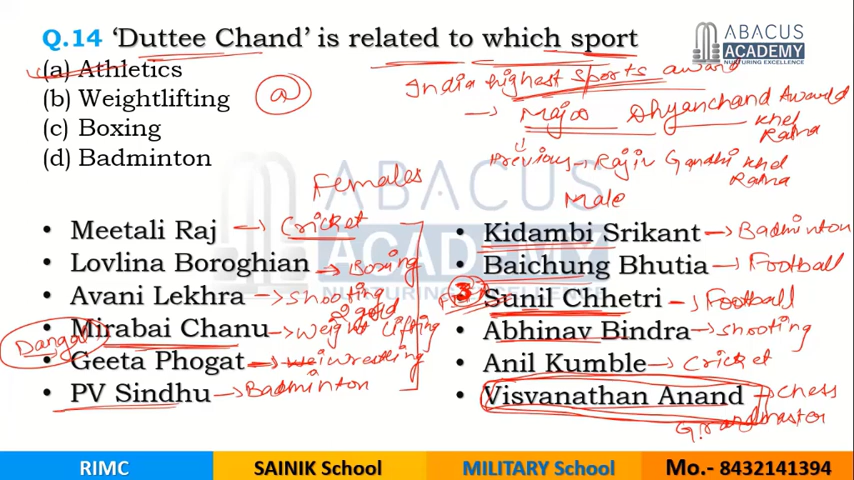 Q.14 ‘Duttee Chand’ is related to which sport
(a) Athletics
(b) Weightlifting
(c) Boxing
(d) Badminton
a
ABACUS
ACADEMY
NURTURING EXCELLENCE
India highest sports award
→ Major Dhyanchand Award
Khel
Ratna
Previous → Rajiv Gandhi Khel
Ratna
Females
Male
ABACUS
• Meetali Raj → Cricket
• Lovlina Boroghian → Boxing
• Avani Lekhra → shooting
2 gold
• Mirabai Chanu → weight lifting
Dangal
• Geeta Phogat → wrestling
• PV Sindhu → Badminton
• Kidambi Srikant → Badminton
• Baichung Bhutia → Football
3
• Sunil Chhetri → Football
• Abhinav Bindra → shooting
• Anil Kumble → Cricket
• Visvanathan Anand → Chess
Grandmaster
RIMC SAINIK School MILITARY School Mo.- 8432141394